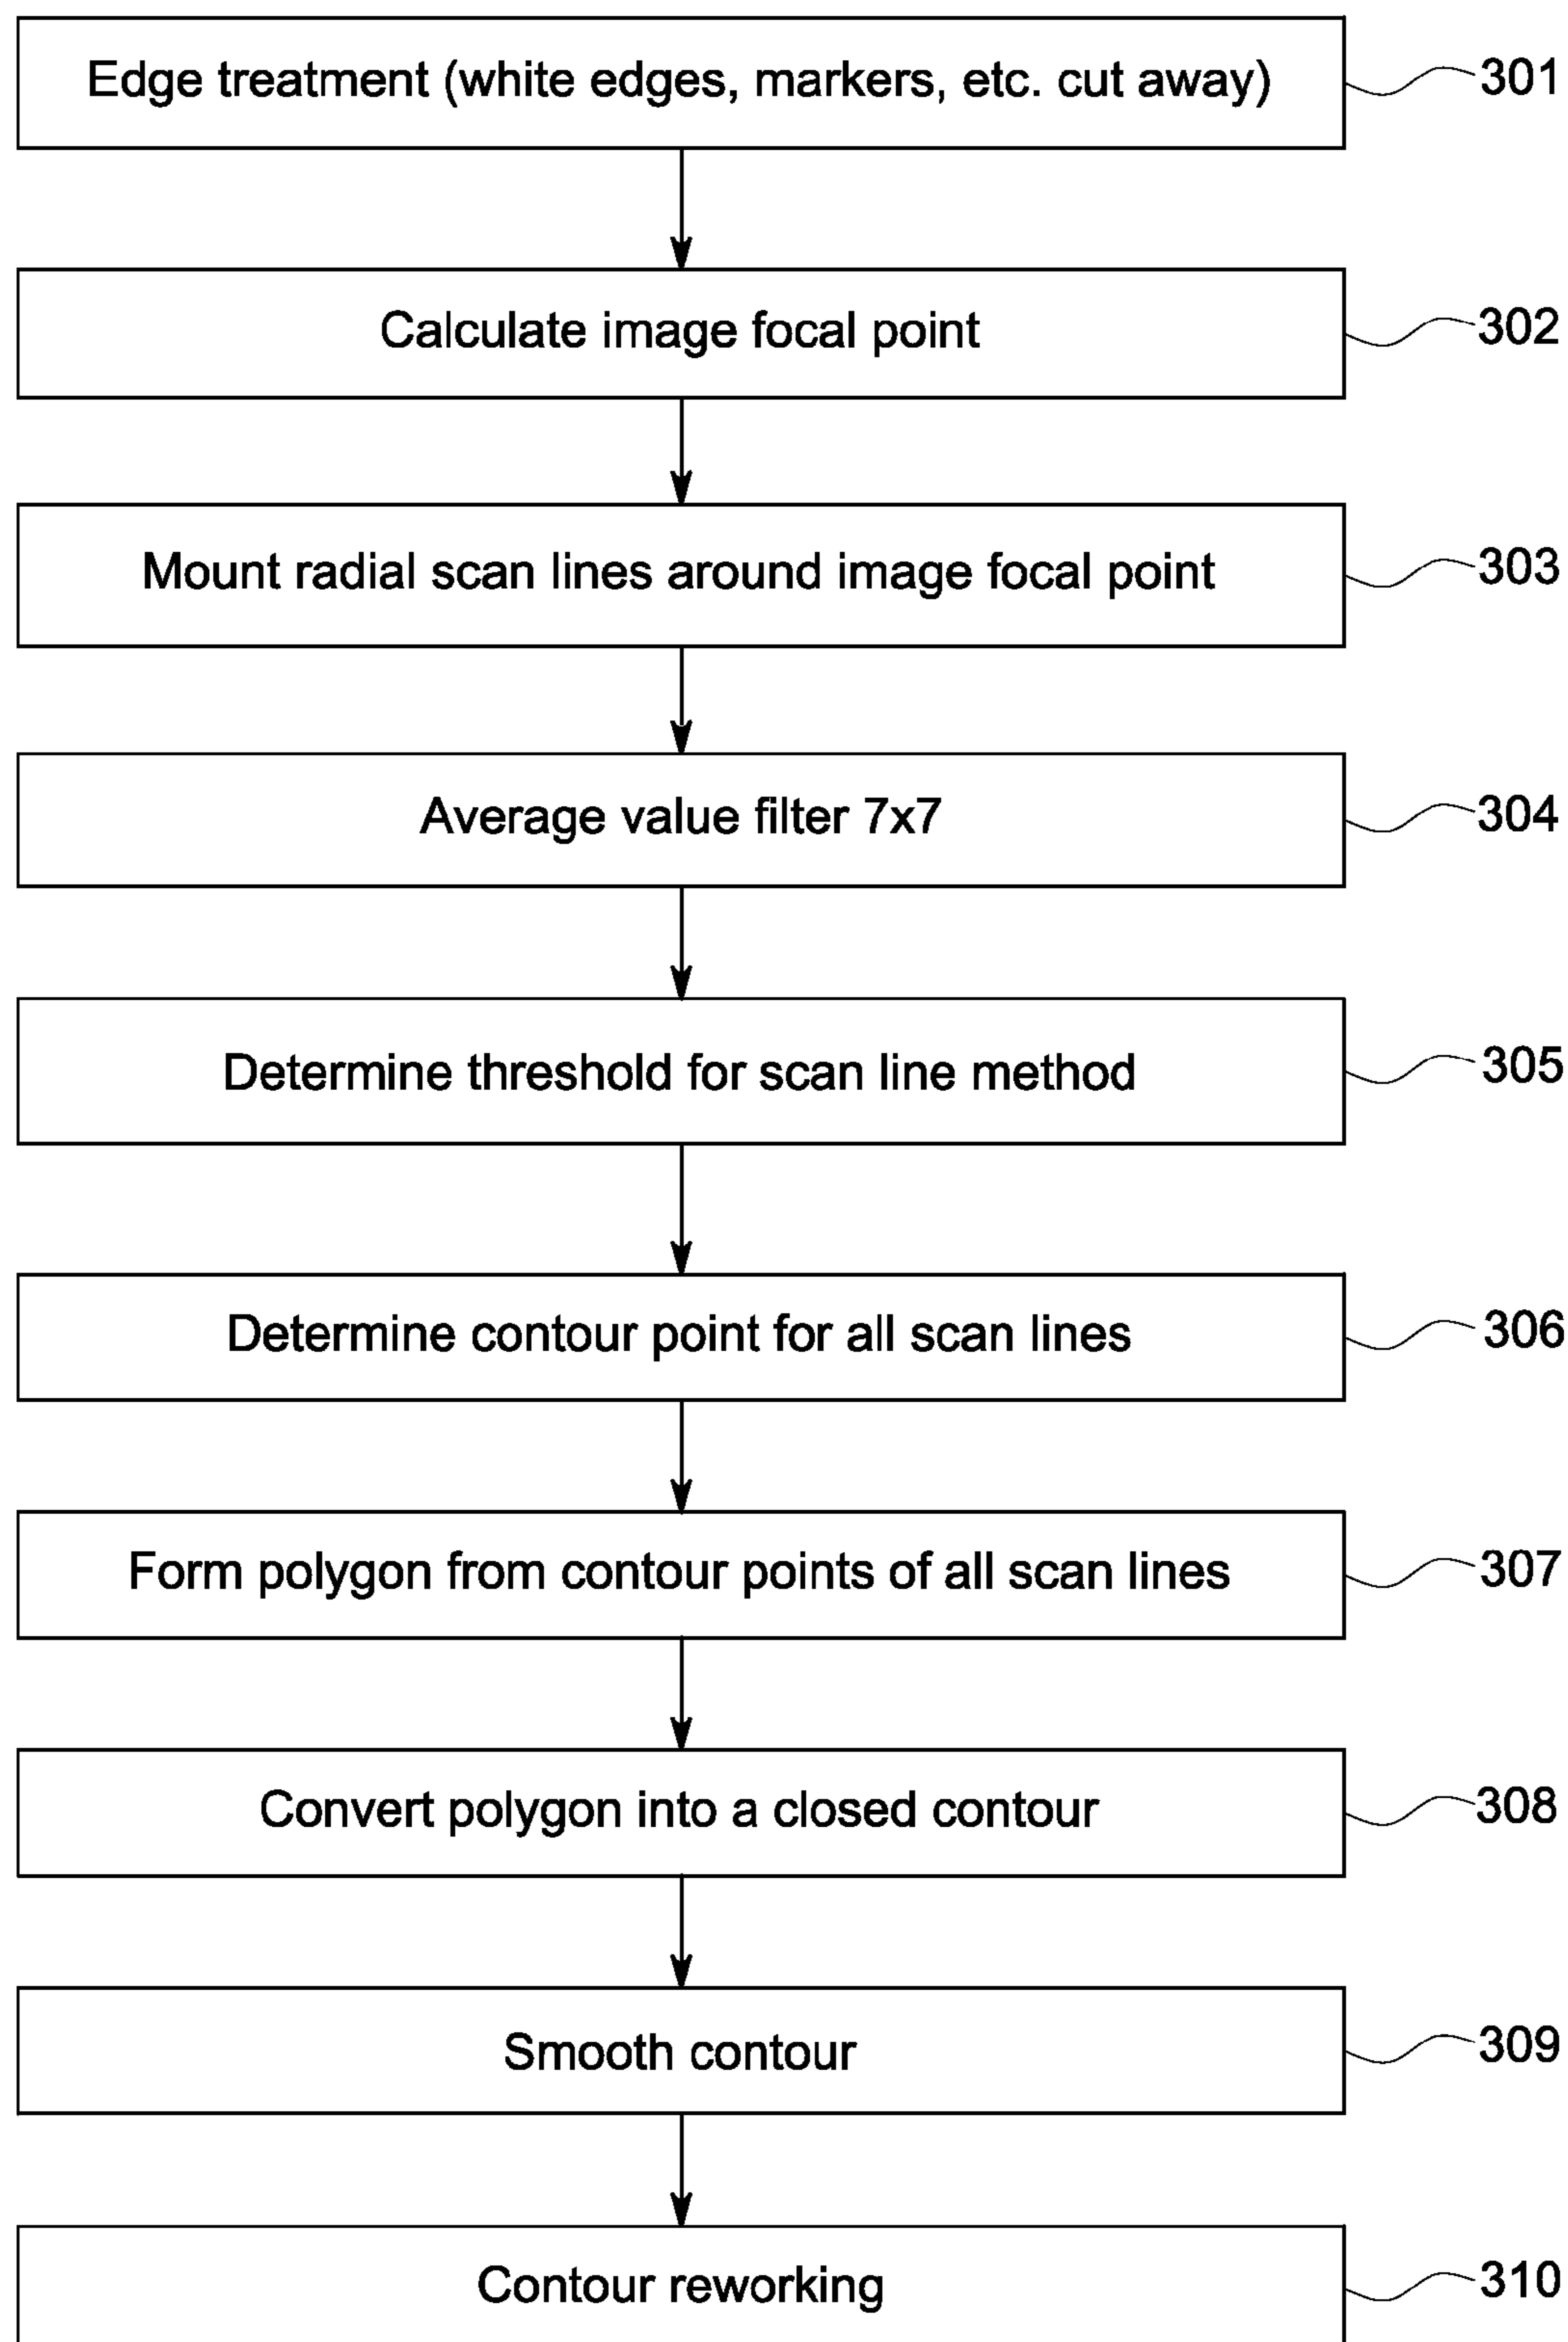 Edge treatment (white edges, markers, etc. cut away)
301
Calculate image focal point
302
Mount radial scan lines around image focal point
303
Average value filter 7x7
304
Determine threshold for scan line method
305
Determine contour point for all scan lines
306
Form polygon from contour points of all scan lines
307
Convert polygon into a closed contour
308
Smooth contour
309
Contour reworking
310